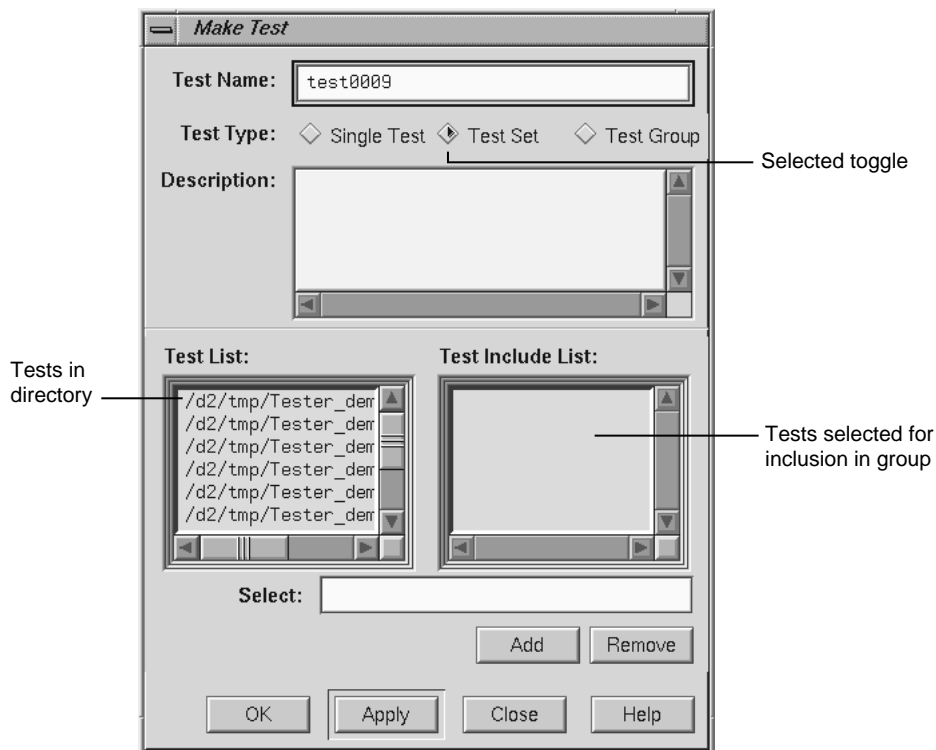 Make Test
Test Name: test0009
Test Type: Single Test Test Set Test Group
Selected toggle
Description:
Test List: Test Include List:
Tests in
directory
/d2/tmp/Tester_dem
/d2/tmp/Tester_dem
/d2/tmp/Tester_dem
/d2/tmp/Tester_dem
/d2/tmp/Tester_dem
/d2/tmp/Tester_dem
Tests selected for
inclusion in group
Select:
Add Remove
OK Apply Close Help